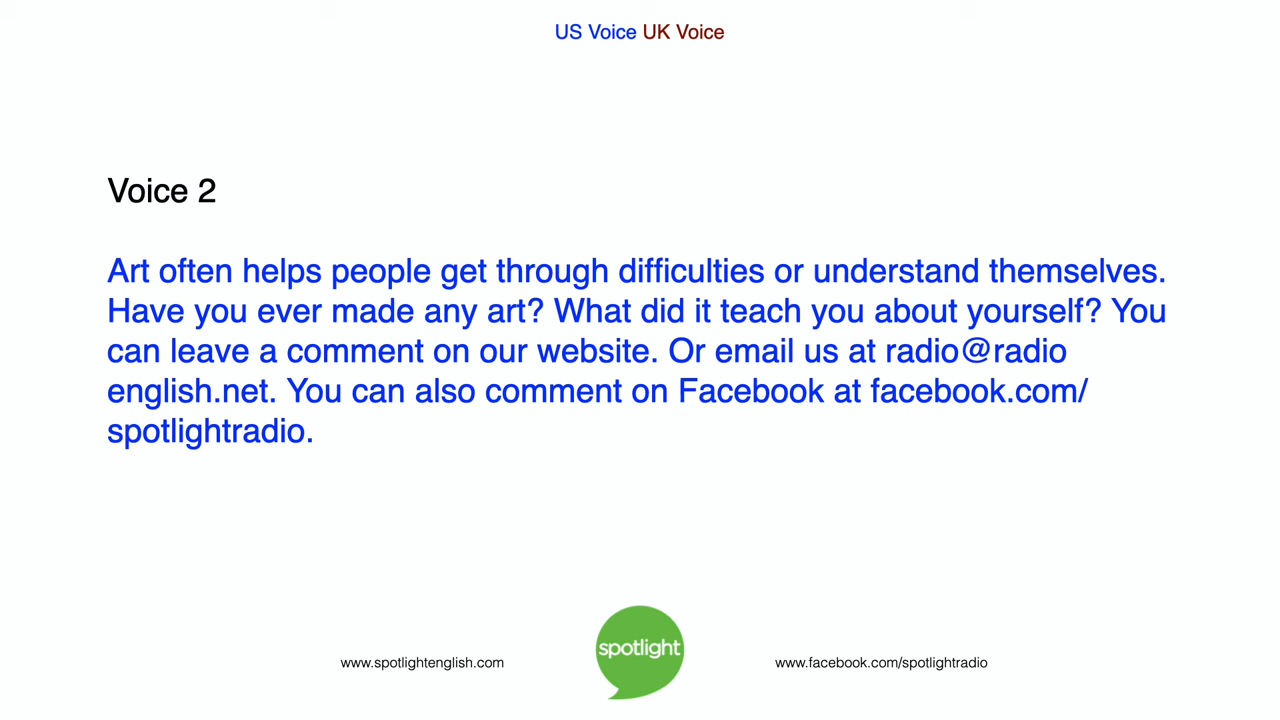 US Voice UK Voice
Voice 2
Art often helps people get through difficulties or understand themselves.
Have you ever made any art? What did it teach you about yourself? You
can leave a comment on our website. Or email us at radio@radio
english.net. You can also comment on Facebook at facebook.com/
spotlightradio.
www.spotlightenglish.com
spotlight
www.facebook.com/spotlightradio